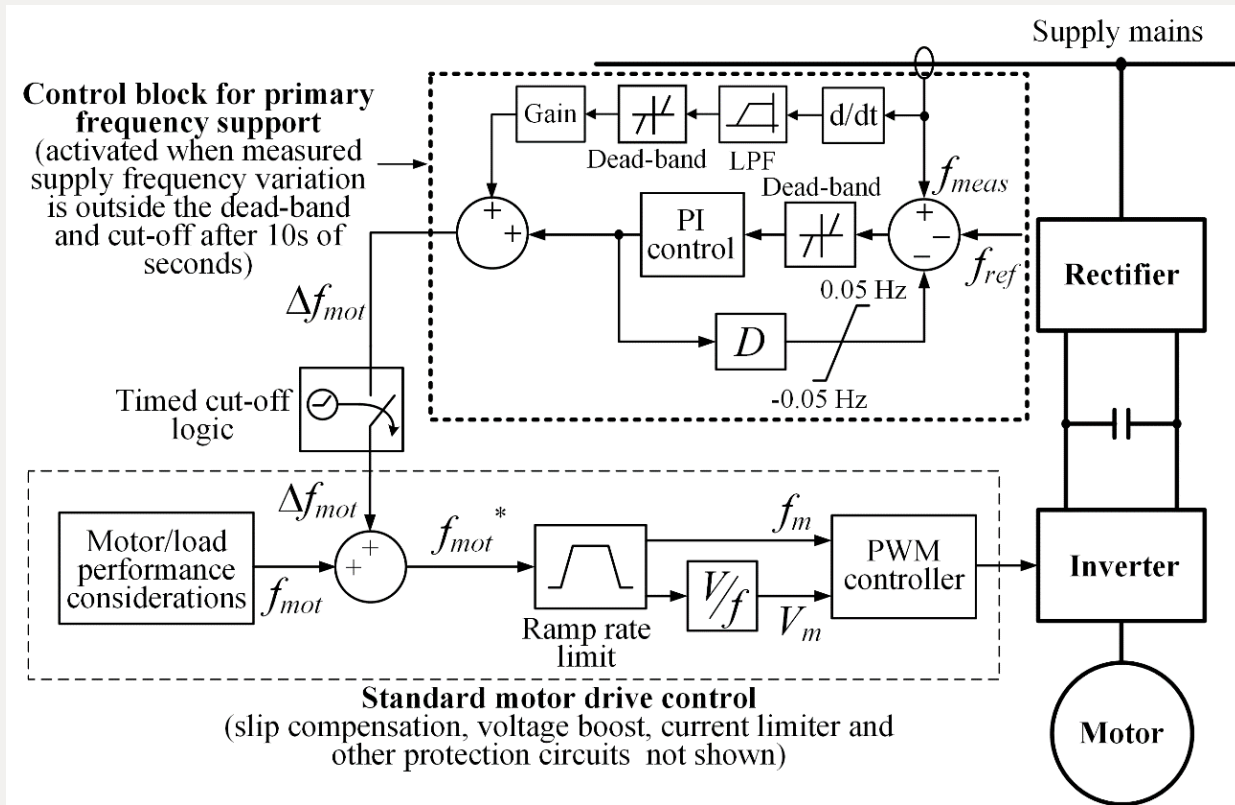 Supply mains
Control block for primary
frequency support
(activated when measured
supply frequency variation
is outside the dead-band
and cut-off after 10s of
seconds)
Gain
Dead-band
LPF
d/dt
f_meas
Dead-band
PI
control
+
+
+
−
−
f_ref
0.05 Hz
D
-0.05 Hz
Rectifier
Δf_mot
Timed cut-off
logic
Δf_mot
Motor/load
performance
considerations
f_mot
+
+
f_mot*
Ramp rate
limit
f_m
V/f
V_m
PWM
controller
Inverter
Motor
Standard motor drive control
(slip compensation, voltage boost, current limiter and
other protection circuits not shown)